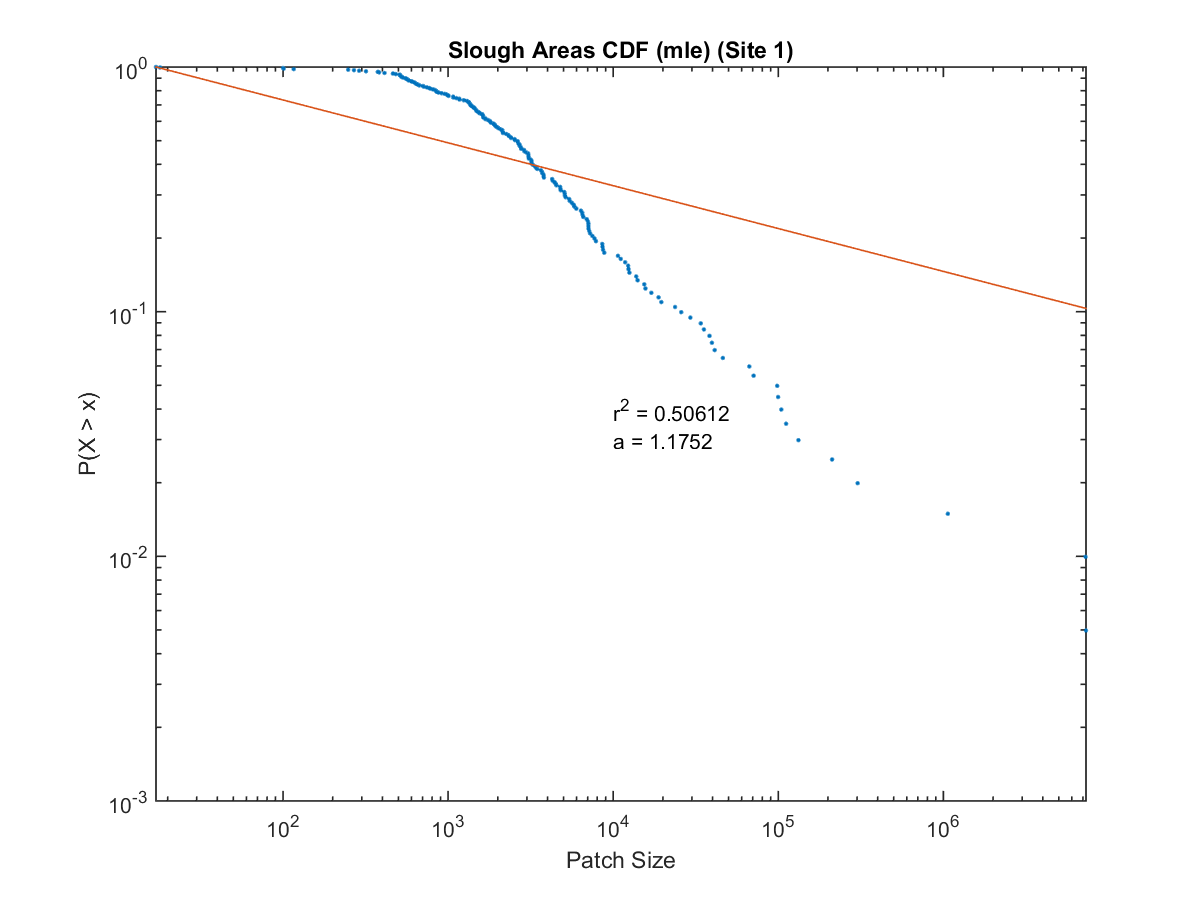 Slough Areas CDF (mle) (Site 1)
10^0
10^-1
10^-2
10^-3
P(X > x)
r^2 = 0.50612
a = 1.1752
10^2 10^3 10^4 10^5 10^6
Patch Size